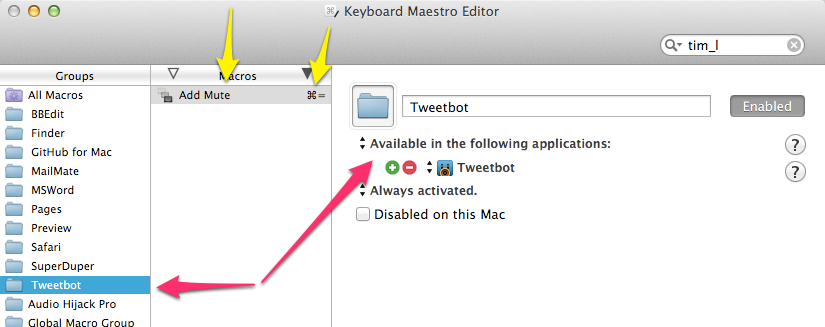 Keyboard Maestro Editor
tim_l
Groups
Macros
All Macros
BBEdit
Finder
GitHub for Mac
MailMate
MSWord
Pages
Preview
Safari
SuperDuper
Tweetbot
Audio Hijack Pro
Global Macro Group
Add Mute ⌘=
Tweetbot
Enabled
Available in the following applications:
?
Tweetbot
?
Always activated.
Disabled on this Mac